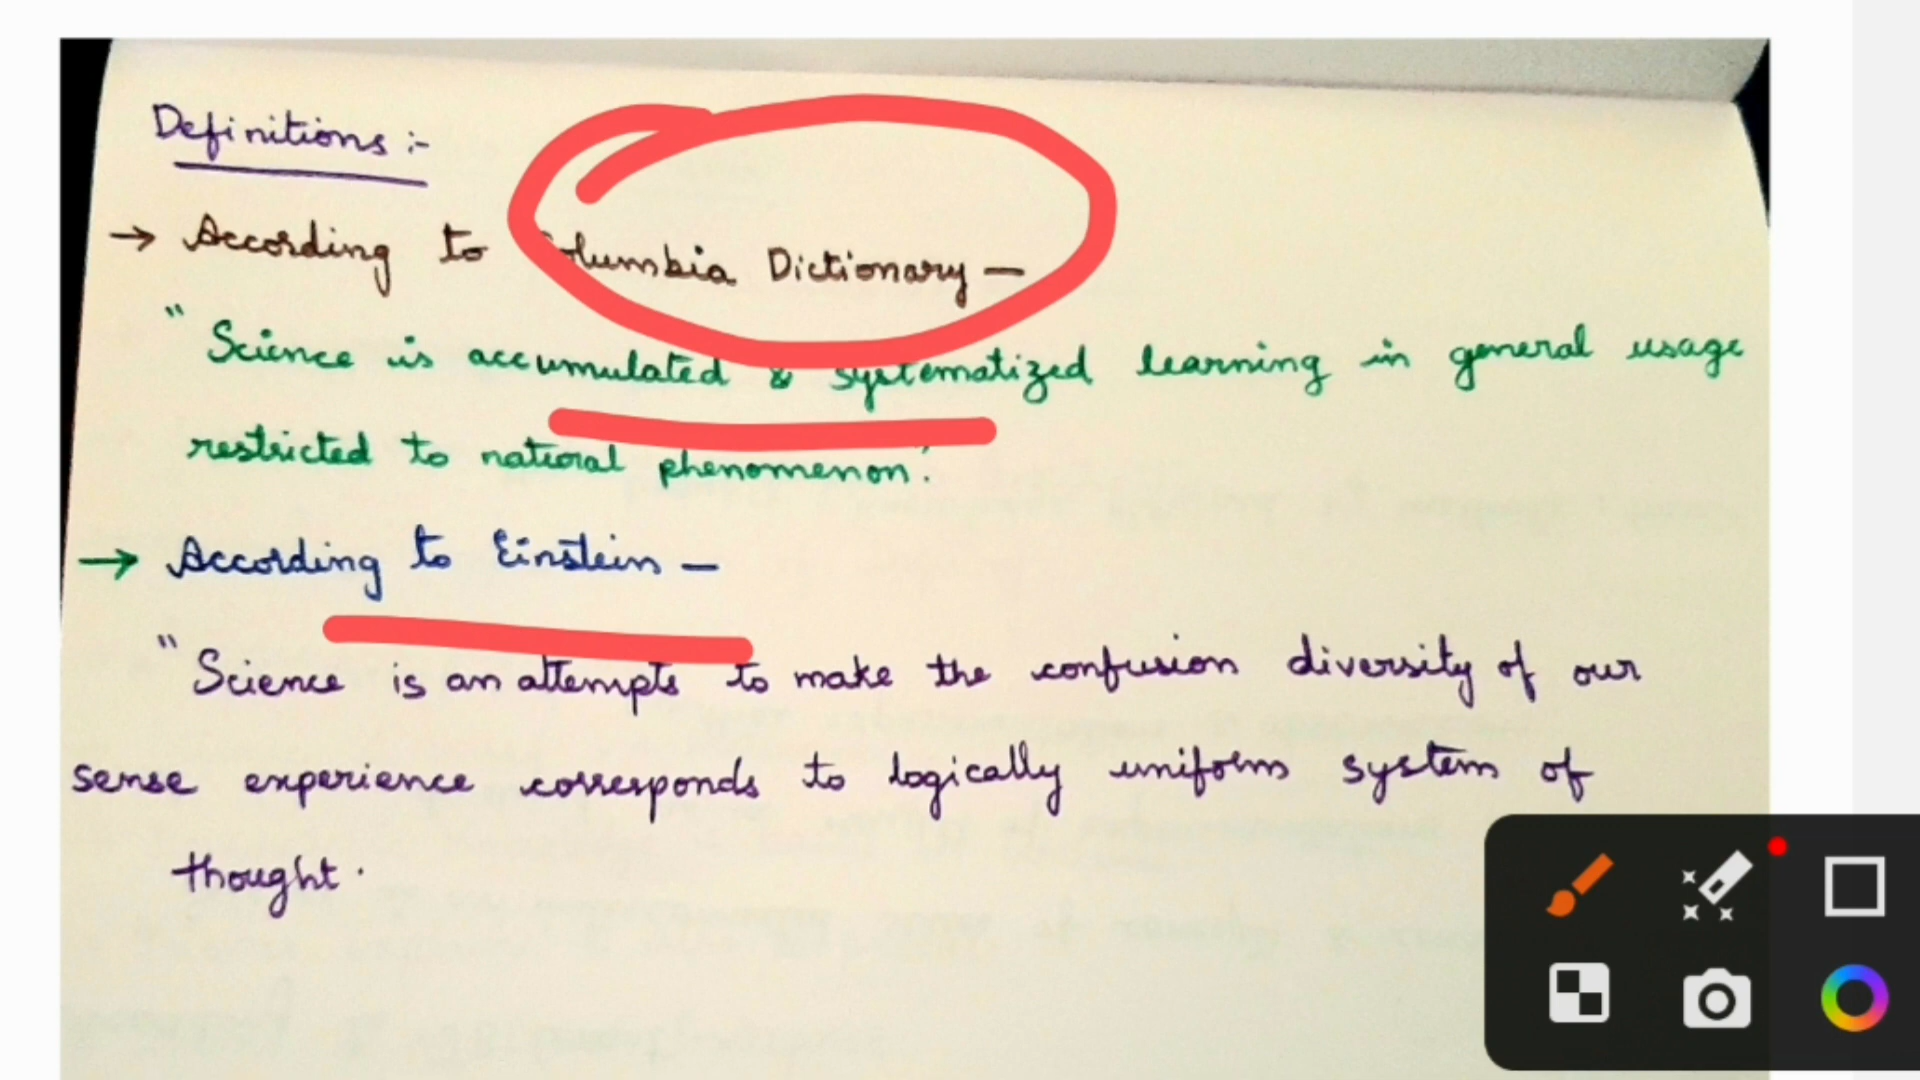 Definitions :-
→ According to Columbia Dictionary —
" Science is accumulated & systematized learning in general usage
restricted to natural phenomenon".
→ According to Einstein —
" Science is an attempts to make the confusion diversity of our
sense experience corresponds to logically uniform system of
thought.